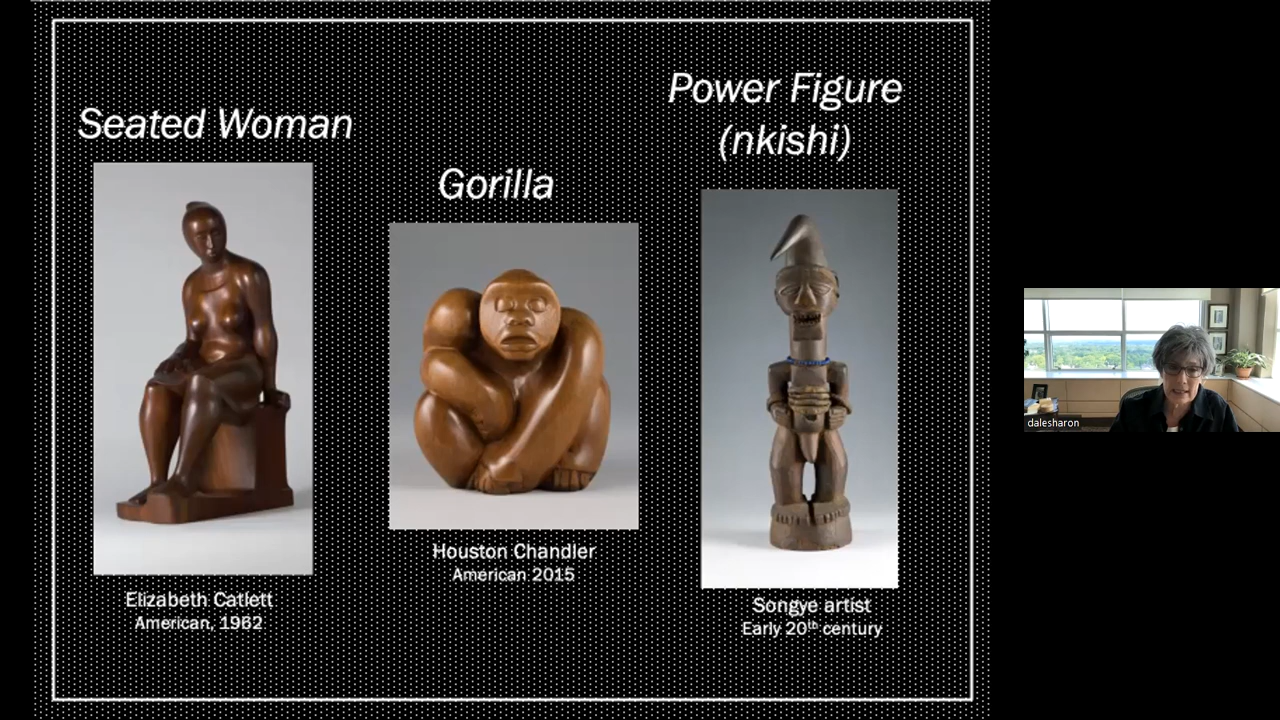 Seated Woman
Elizabeth Catlett
American, 1962
Gorilla
Houston Chandler
American 2015
Power Figure
(nkishi)
Songye artist
Early 20th century
dalesharon